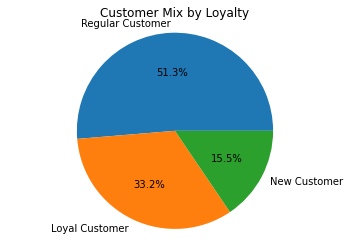 Customer Mix by Loyalty
Regular Customer
51.3%
15.5%
33.2%
New Customer
Loyal Customer